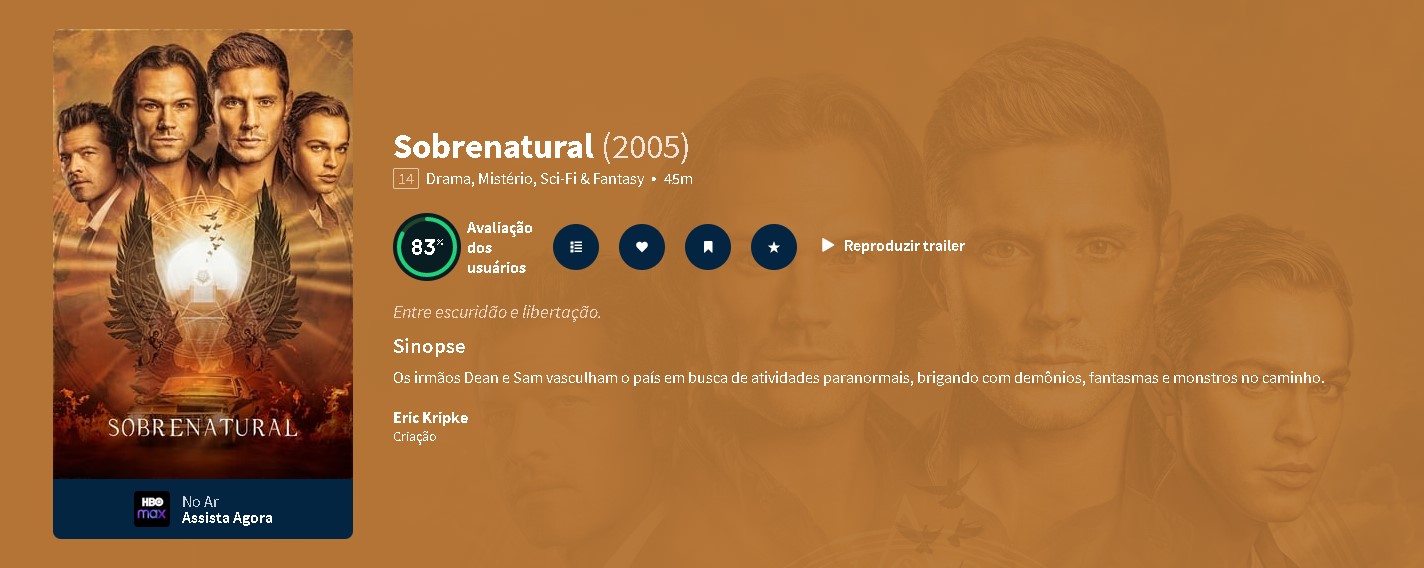 SOBRENATURAL
HBO
max
No Ar
Assista Agora
Sobrenatural (2005)
14 Drama, Mistério, Sci-Fi & Fantasy • 45m
83%
Avaliação
dos
usuários
Reproduzir trailer
Entre escuridão e libertação.
Sinopse
Os irmãos Dean e Sam vasculham o país em busca de atividades paranormais, brigando com demônios, fantasmas e monstros no caminho.
Eric Kripke
Criação